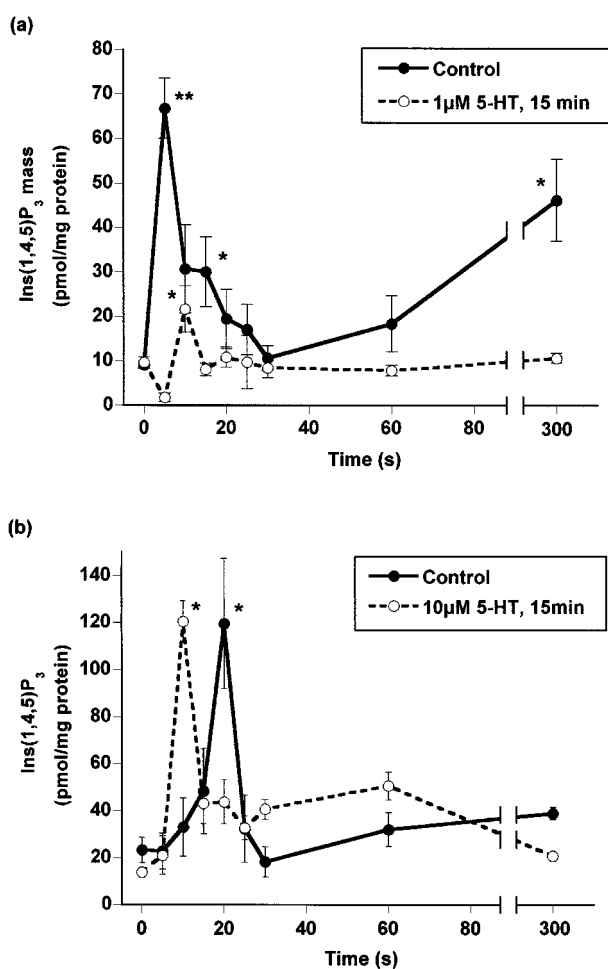 (a)
80
70
60
50
40
30
20
10
0
Ins(1,4,5)P3 mass
(pmol/mg protein)
Control
1µM 5-HT, 15 min
**
*
*
*
0 20 40 60 80 300
Time (s)
(b)
140
120
100
80
60
40
20
0
Ins(1,4,5)P3
(pmol/mg protein)
Control
10µM 5-HT, 15min
* *
0 20 40 60 80 300
Time (s)